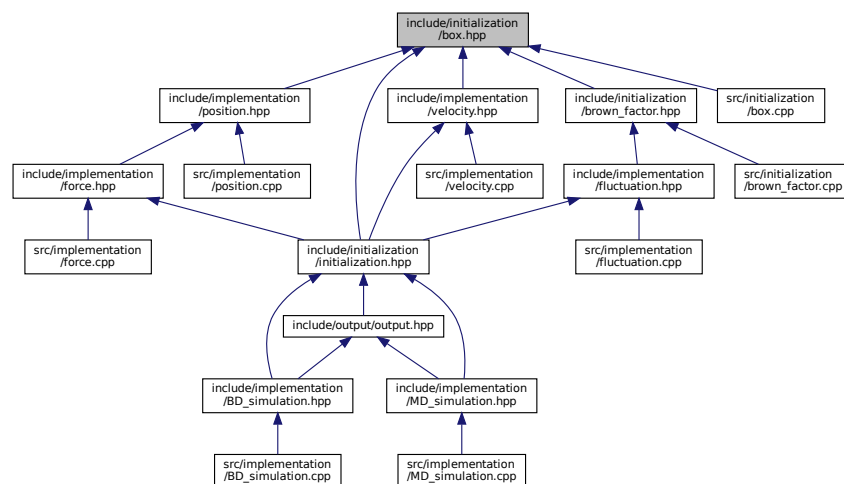 include/initialization
/box.hpp
include/implementation
/position.hpp
include/implementation
/velocity.hpp
include/initialization
/brown_factor.hpp
src/initialization
/box.cpp
include/implementation
/force.hpp
src/implementation
/position.cpp
src/implementation
/velocity.cpp
include/implementation
/fluctuation.hpp
src/initialization
/brown_factor.cpp
src/implementation
/force.cpp
include/initialization
/initialization.hpp
src/implementation
/fluctuation.cpp
include/output/output.hpp
include/implementation
/BD_simulation.hpp
include/implementation
/MD_simulation.hpp
src/implementation
/BD_simulation.cpp
src/implementation
/MD_simulation.cpp